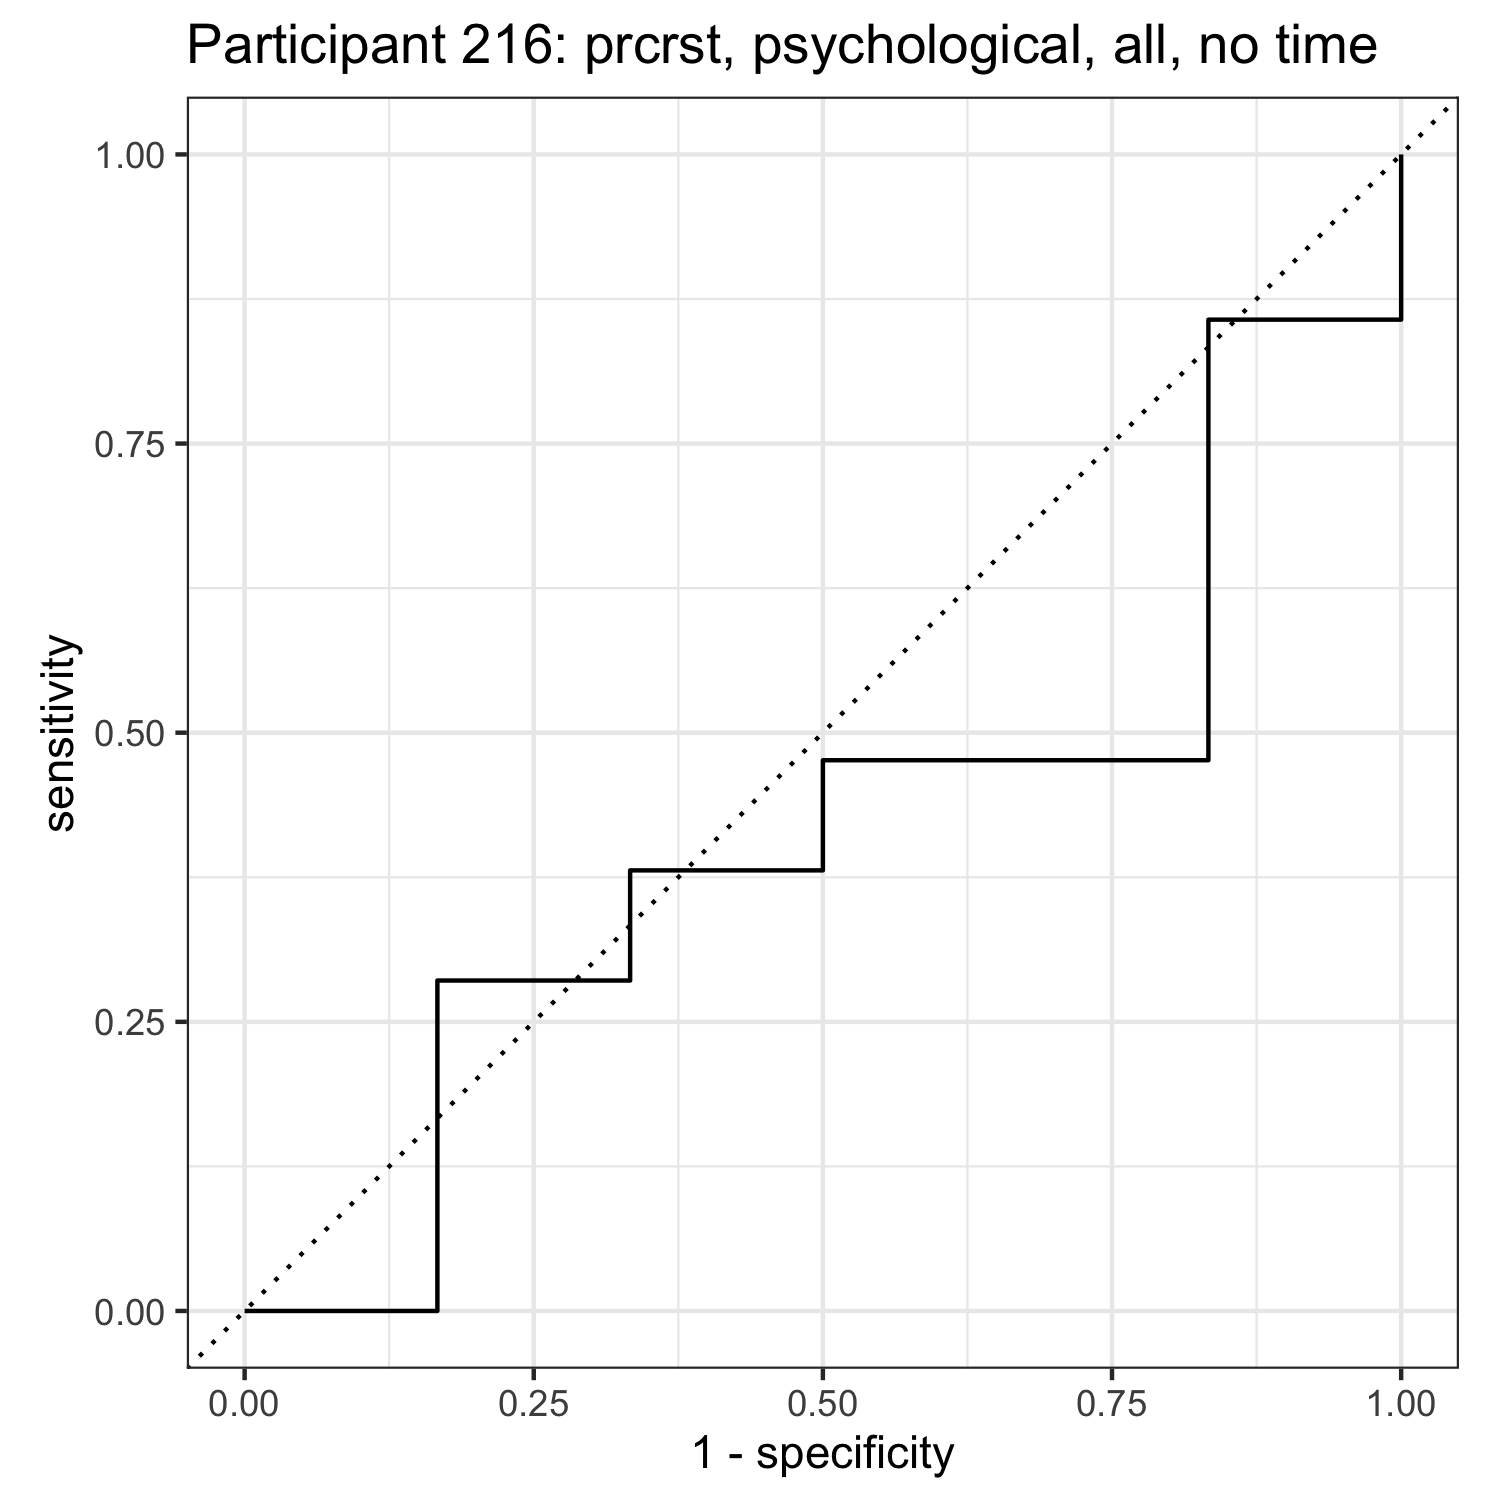 Participant 216: prcrst, psychological, all, no time
1.00
0.75
0.50
0.25
0.00
sensitivity
0.00 0.25 0.50 0.75 1.00
1 - specificity